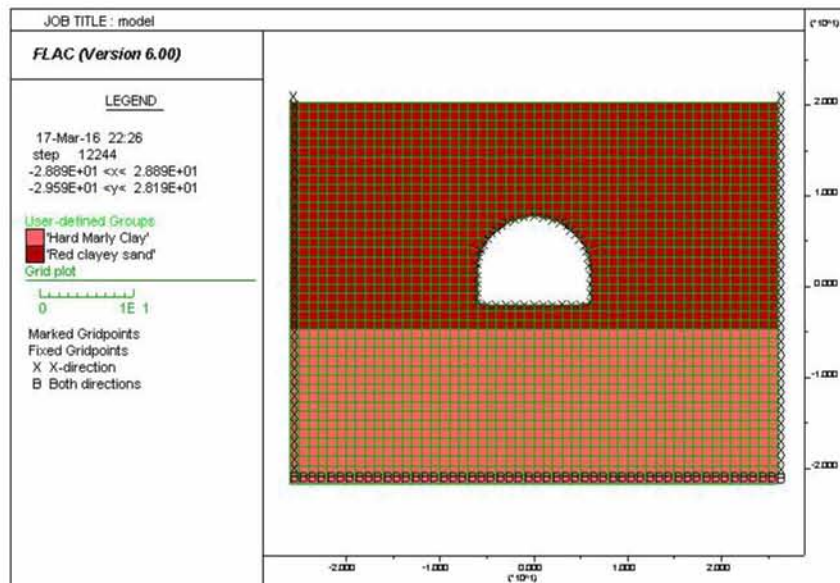 JOB TITLE : model
FLAC (Version 6.00)
LEGEND
17-Mar-16 22:26
step 12244
-2.889E+01 <x< 2.889E+01
-2.959E+01 <y< 2.819E+01
User-defined Groups
'Hard Marly Clay'
'Red clayey sand'
Grid plot
0 1E 1
Marked Gridpoints
Fixed Gridpoints
X X-direction
B Both directions
(*10^1)
2.000
1.000
0.000
-1.000
-2.000
-2.000 -1.000 0.000 1.000 2.000
(*10^1)